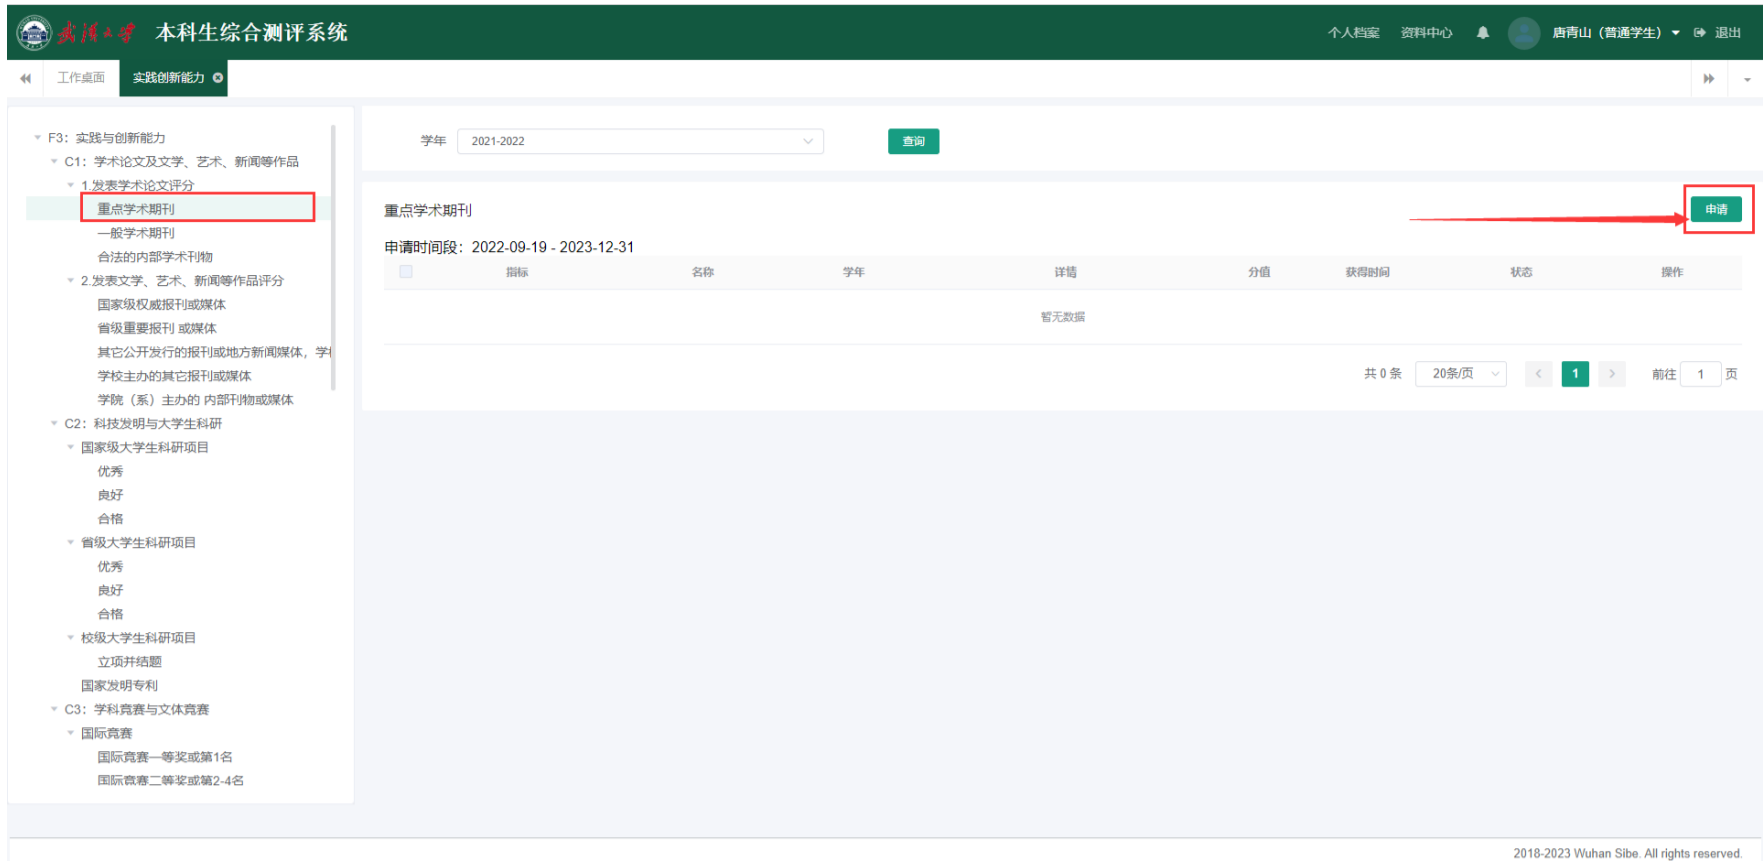 武汉大学 本科生综合测评系统
个人档案 资料中心 唐青山（普通学生） 退出
工作桌面 实践创新能力
F3：实践与创新能力
C1：学术论文及文学、艺术、新闻等作品
1.发表学术论文评分
重点学术期刊
一般学术期刊
合法的内部学术刊物
2.发表文学、艺术、新闻等作品评分
国家级权威报刊或媒体
省级重要报刊 或媒体
其它公开发行的报刊或地方新闻媒体，学
学校主办的其它报刊或媒体
学院（系）主办的 内部刊物或媒体
C2：科技发明与大学生科研
国家级大学生科研项目
优秀
良好
合格
省级大学生科研项目
优秀
良好
合格
校级大学生科研项目
立项并结题
国家发明专利
C3：学科竞赛与文体竞赛
国际竞赛
国际竞赛一等奖或第1名
国际竞赛二等奖或第2-4名
学年 2021-2022 查询
重点学术期刊 申请
申请时间段：2022-09-19 - 2023-12-31
指标 名称 学年 详情 分值 获得时间 状态 操作
暂无数据
共 0 条 20条/页 1 前往 1 页
2018-2023 Wuhan Sibe. All rights reserved.